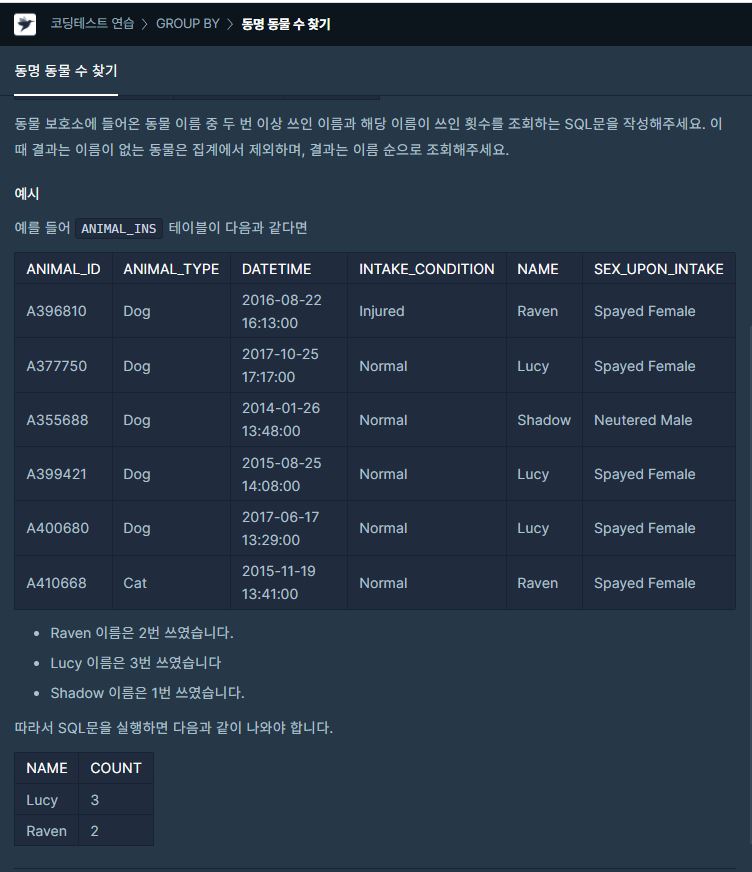 코딩테스트 연습 > GROUP BY > 동명 동물 수 찾기
동명 동물 수 찾기
동물 보호소에 들어온 동물 이름 중 두 번 이상 쓰인 이름과 해당 이름이 쓰인 횟수를 조회하는 SQL문을 작성해주세요. 이
때 결과는 이름이 없는 동물은 집계에서 제외하며, 결과는 이름 순으로 조회해주세요.
예시
예를 들어 ANIMAL_INS 테이블이 다음과 같다면
ANIMAL_ID ANIMAL_TYPE DATETIME INTAKE_CONDITION NAME SEX_UPON_INTAKE
A396810 Dog 2016-08-22 16:13:00 Injured Raven Spayed Female
A377750 Dog 2017-10-25 17:17:00 Normal Lucy Spayed Female
A355688 Dog 2014-01-26 13:48:00 Normal Shadow Neutered Male
A399421 Dog 2015-08-25 14:08:00 Normal Lucy Spayed Female
A400680 Dog 2017-06-17 13:29:00 Normal Lucy Spayed Female
A410668 Cat 2015-11-19 13:41:00 Normal Raven Spayed Female
• Raven 이름은 2번 쓰였습니다.
• Lucy 이름은 3번 쓰였습니다
• Shadow 이름은 1번 쓰였습니다.
따라서 SQL문을 실행하면 다음과 같이 나와야 합니다.
NAME COUNT
Lucy 3
Raven 2